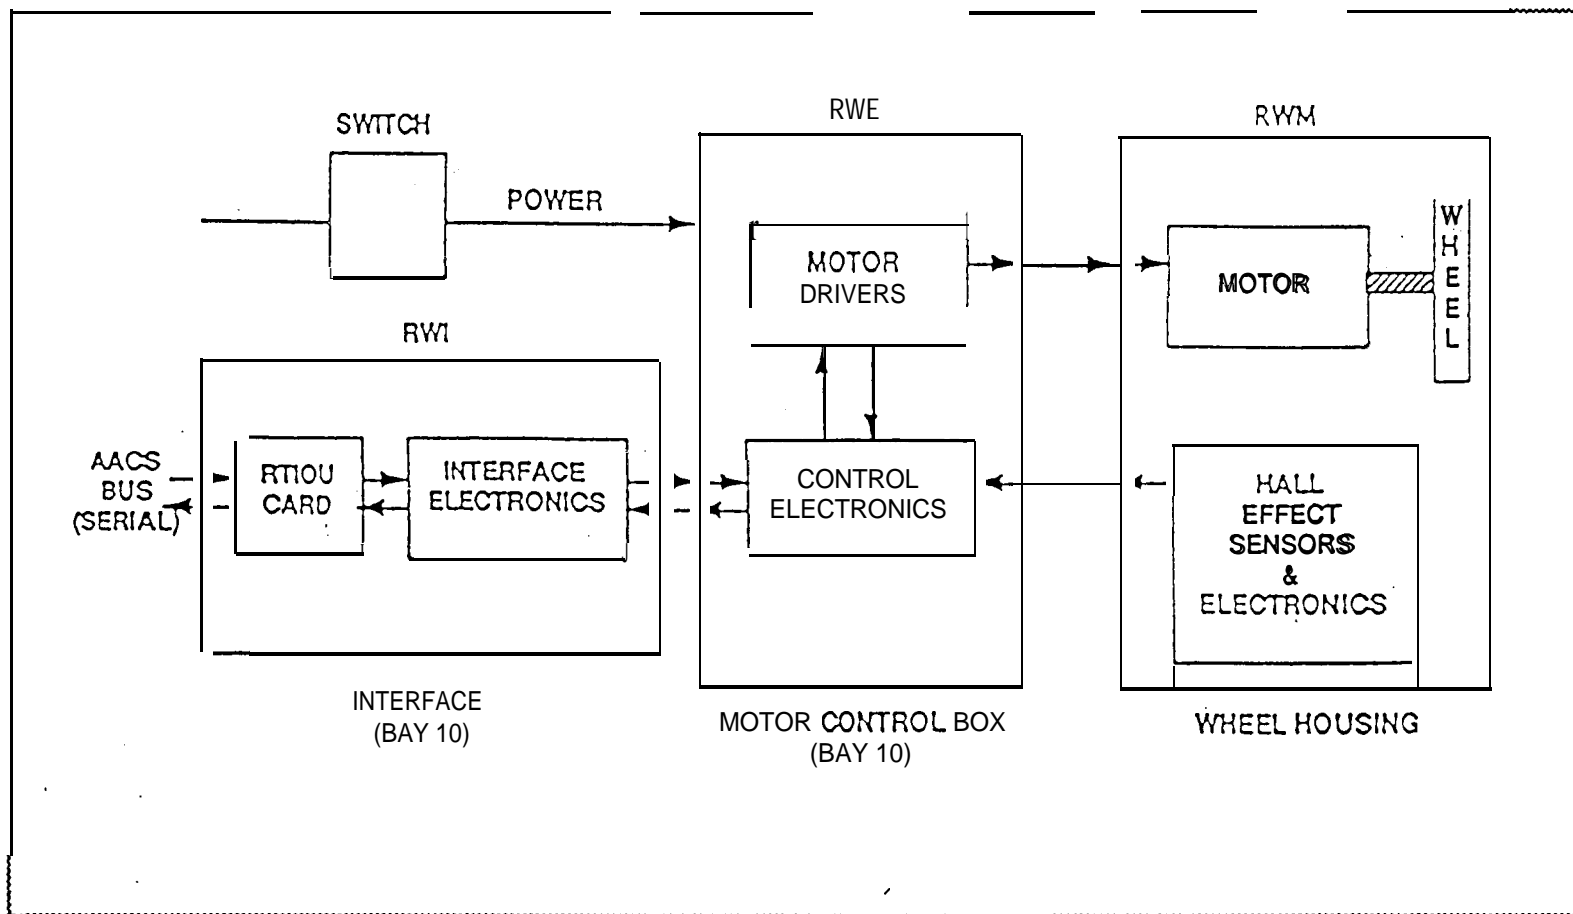 SWITCH
POWER
RWE
RWM
MOTOR
DRIVERS
MOTOR
WHEEL
RWI
AACS
BUS
(SERIAL)
RTIOU
CARD
INTERFACE
ELECTRONICS
CONTROL
ELECTRONICS
HALL
EFFECT
SENSORS
&
ELECTRONICS
INTERFACE
(BAY 10)
MOTOR CONTROL BOX
(BAY 10)
WHEEL HOUSING